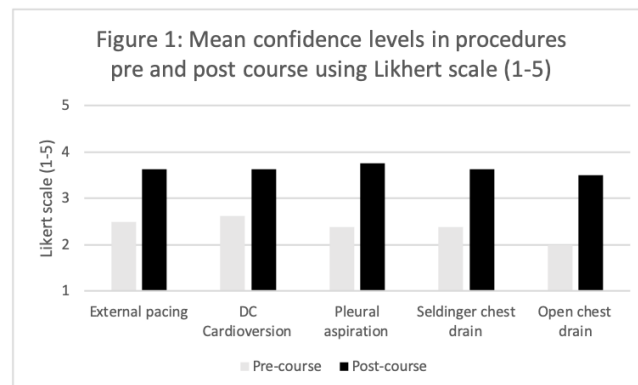 Figure 1: Mean confidence levels in procedures
pre and post course using Likhert scale (1-5)
Likert scale (1-5)
5
4
3
2
1
External pacing
DC
Cardioversion
Pleural
aspiration
Seldinger chest
drain
Open chest
drain
Pre-course
Post-course